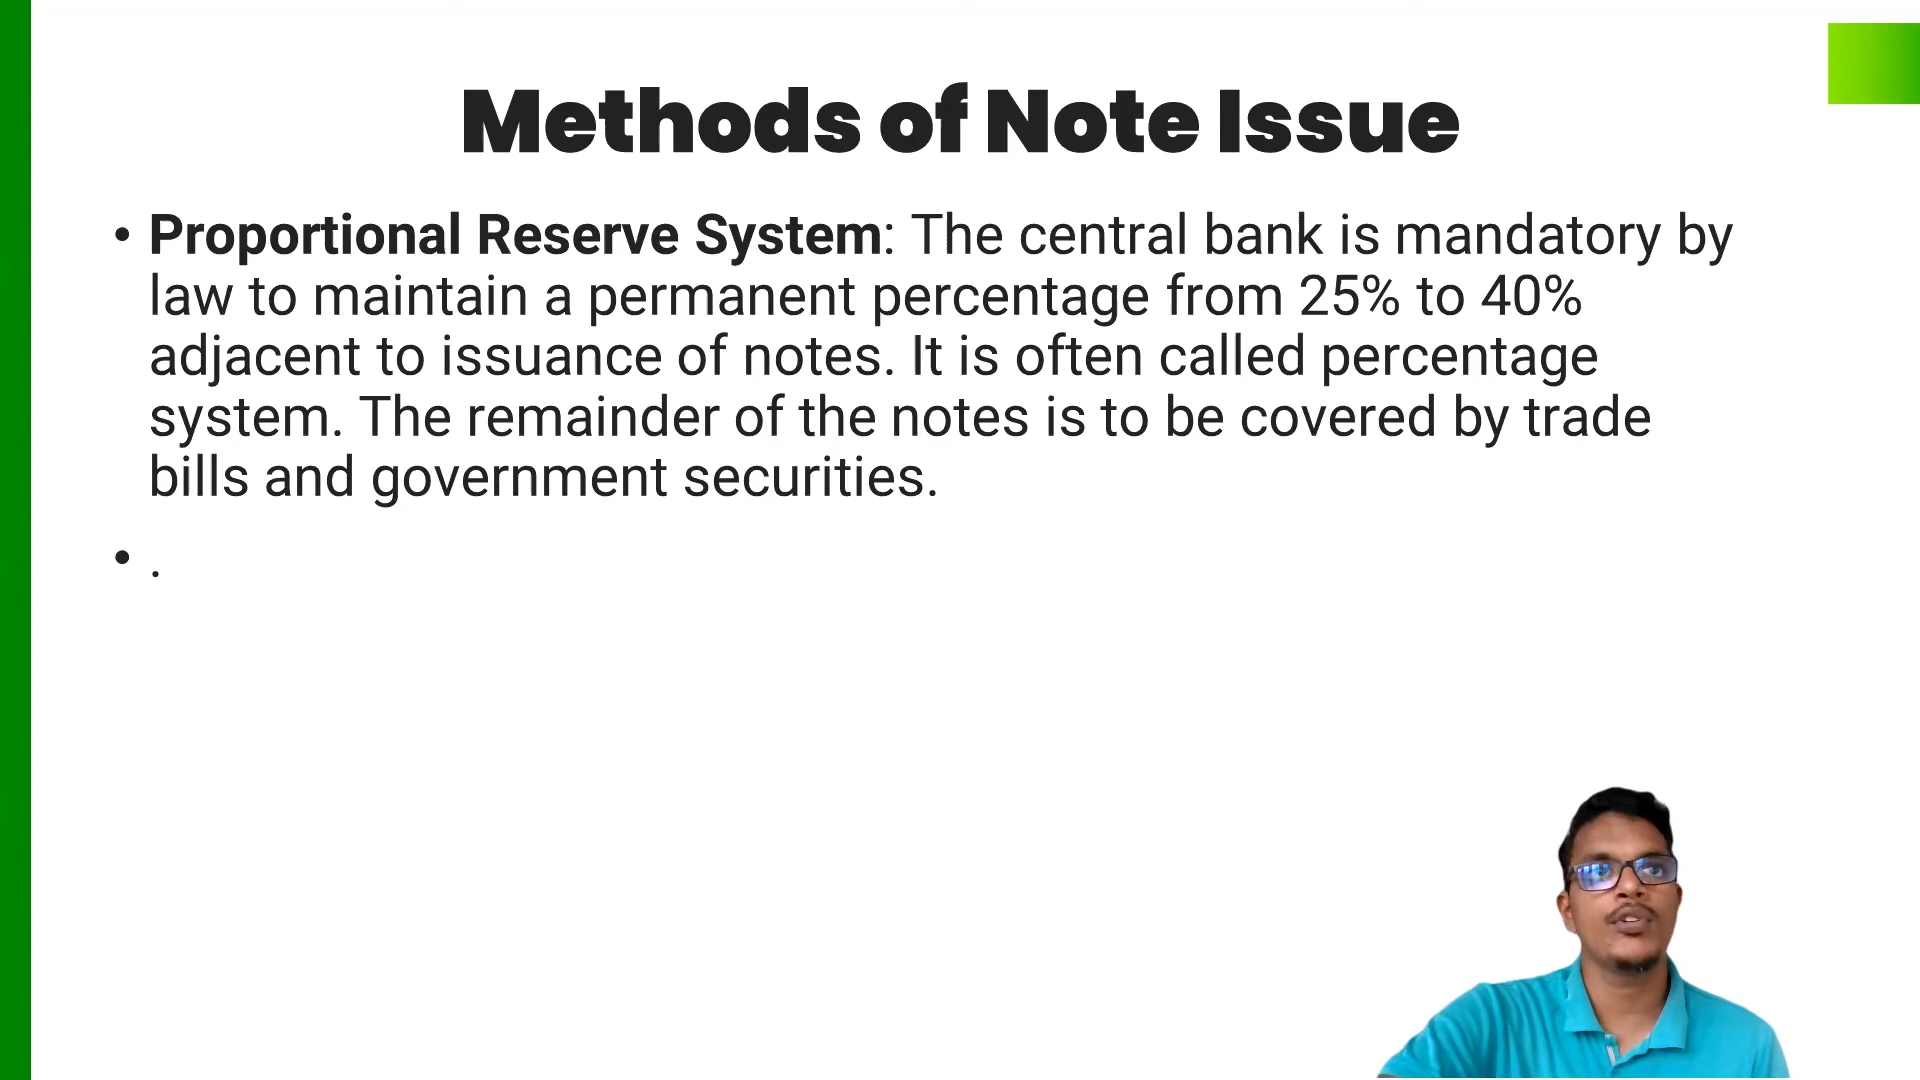 Methods of Note Issue
• Proportional Reserve System: The central bank is mandatory by
law to maintain a permanent percentage from 25% to 40%
adjacent to issuance of notes. It is often called percentage
system. The remainder of the notes is to be covered by trade
bills and government securities.
• .